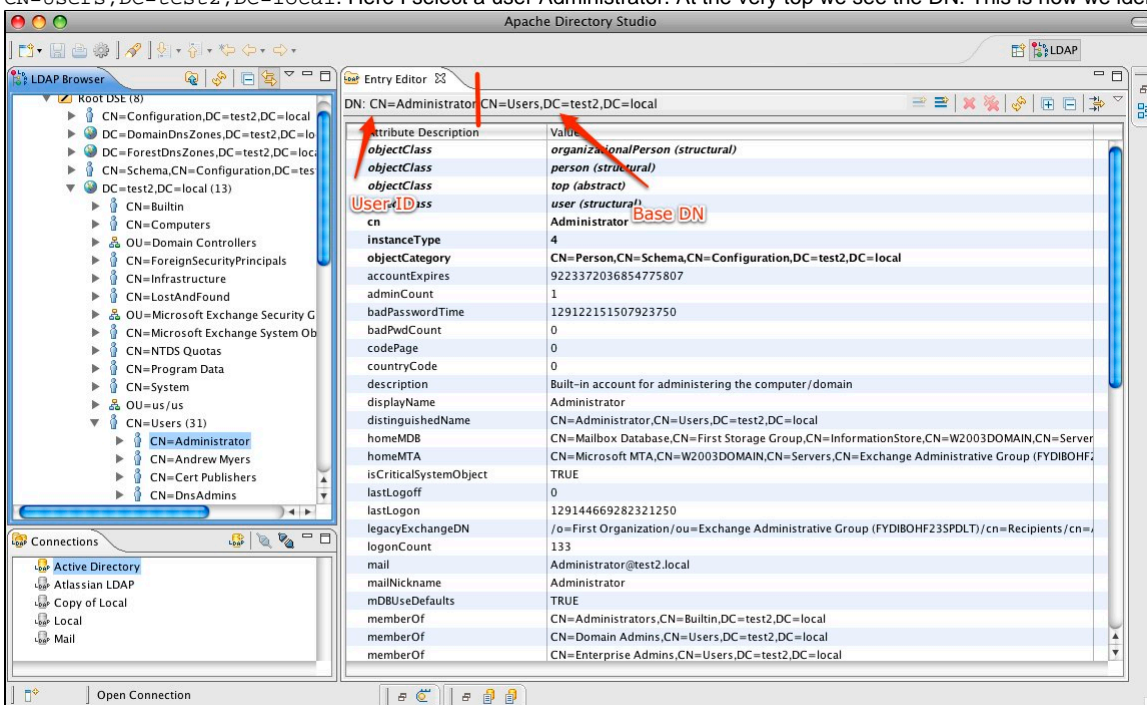 CN=Users,DC=test2,DC=local. Here I select a user Administrator. At the very top we see the DN. This is how we
Apache Directory Studio
LDAP
LDAP Browser
Entry Editor
Root DSE (8)
CN=Configuration,DC=test2,DC=local
DC=DomainDnsZones,DC=test2,DC=lo
DC=ForestDnsZones,DC=test2,DC=loc
CN=Schema,CN=Configuration,DC=tes
DC=test2,DC=local (13)
CN=Builtin
CN=Computers
OU=Domain Controllers
CN=ForeignSecurityPrincipals
CN=Infrastructure
CN=LostAndFound
OU=Microsoft Exchange Security G
CN=Microsoft Exchange System Ob
CN=NTDS Quotas
CN=Program Data
CN=System
OU=us/us
CN=Users (31)
CN=Administrator
CN=Andrew Myers
CN=Cert Publishers
CN=DnsAdmins
Connections
Active Directory
Atlassian LDAP
Copy of Local
Local
Mail
DN: CN=Administrator CN=Users,DC=test2,DC=local
Attribute Description Value
objectClass organizationalPerson (structural)
objectClass person (structural)
objectClass top (abstract)
user (structural)
User ID
Base DN
cn Administrator
instanceType 4
objectCategory CN=Person,CN=Schema,CN=Configuration,DC=test2,DC=local
accountExpires 9223372036854775807
adminCount 1
badPasswordTime 129122151507923750
badPwdCount 0
codePage 0
countryCode 0
description Built-in account for administering the computer/domain
displayName Administrator
distinguishedName CN=Administrator,CN=Users,DC=test2,DC=local
homeMDB CN=Mailbox Database,CN=First Storage Group,CN=InformationStore,CN=W2003DOMAIN,CN=Server
homeMTA CN=Microsoft MTA,CN=W2003DOMAIN,CN=Servers,CN=Exchange Administrative Group (FYDIBOHF
isCriticalSystemObject TRUE
lastLogoff 0
lastLogon 129144669282321250
legacyExchangeDN /o=First Organization/ou=Exchange Administrative Group (FYDIBOHF23SPDLT)/cn=Recipients/cn=
logonCount 133
mail Administrator@test2.local
mailNickname Administrator
mDBUseDefaults TRUE
memberOf CN=Administrators,CN=Builtin,DC=test2,DC=local
memberOf CN=Domain Admins,CN=Users,DC=test2,DC=local
memberOf CN=Enterprise Admins,CN=Users,DC=test2,DC=local
Open Connection